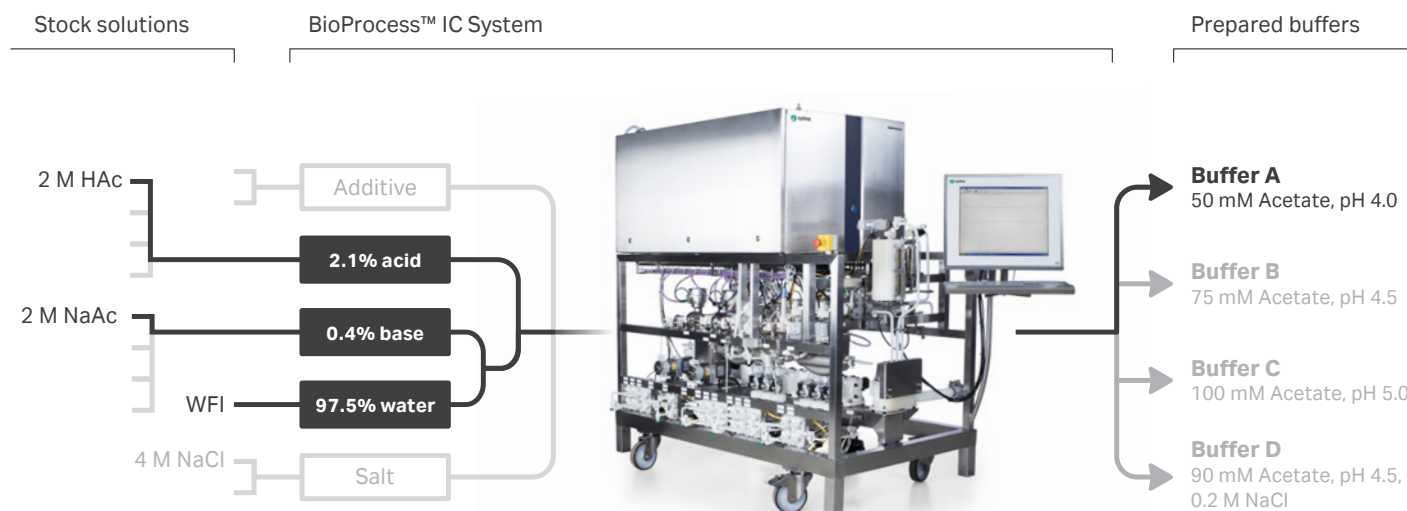 Stock solutions
BioProcess™ IC System
Prepared buffers
2 M HAc
Additive
2.1% acid
2 M NaAc
0.4% base
WFI
97.5% water
4 M NaCl
Salt
Buffer A
50 mM Acetate, pH 4.0
Buffer B
75 mM Acetate, pH 4.5
Buffer C
100 mM Acetate, pH 5.0
Buffer D
90 mM Acetate, pH 4.5,
0.2 M NaCl
cytiva